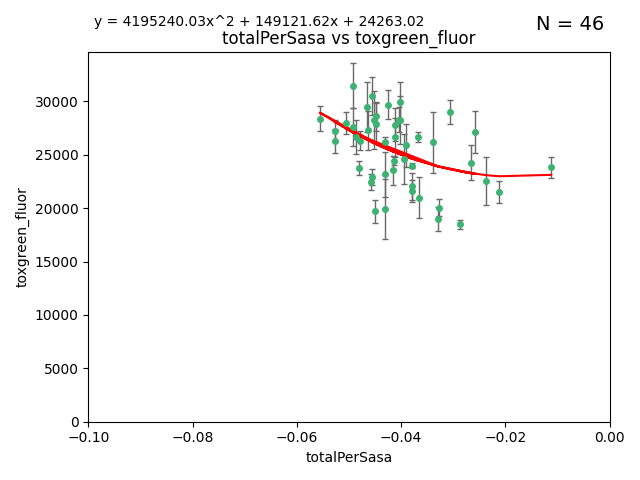 y = 4195240.03x^2 + 149121.62x + 24263.02
N = 46
totalPerSasa vs toxgreen_fluor
toxgreen_fluor
30000
25000
20000
15000
10000
5000
0
−0.10 −0.08 −0.06 −0.04 −0.02 0.00
totalPerSasa